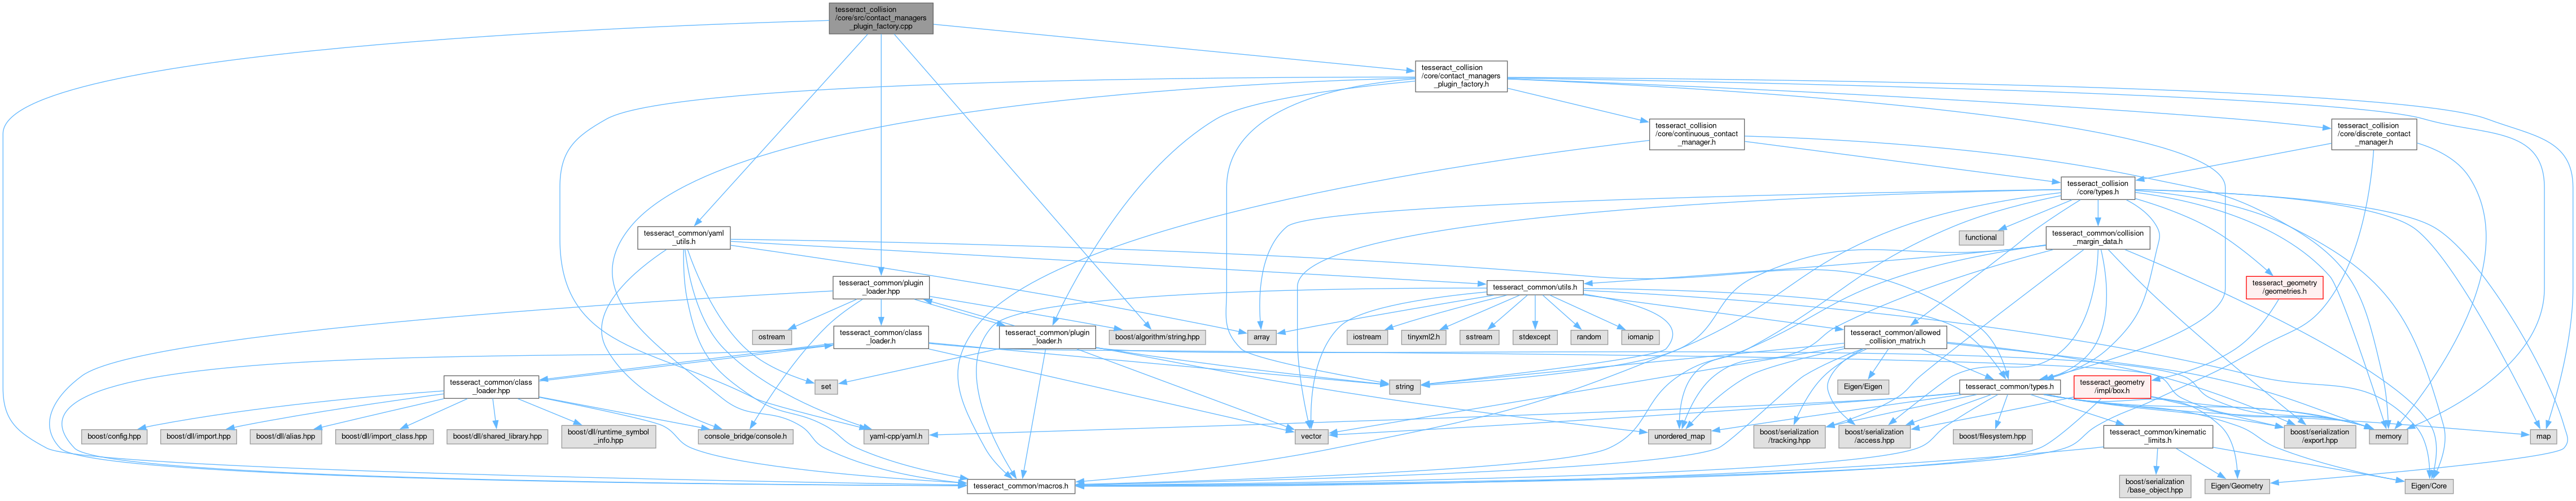 tesseract_collision
/core/src/contact_managers
_plugin_factory.cpp
tesseract_collision
/core/contact_managers
_plugin_factory.h
tesseract_collision
/core/continuous_contact
_manager.h
tesseract_collision
/core/discrete_contact
_manager.h
tesseract_collision
/core/types.h
tesseract_common/yaml
_utils.h
functional
tesseract_common/collision
_margin_data.h
tesseract_common/plugin
_loader.hpp
tesseract_common/utils.h
tesseract_geometry
/geometries.h
ostream
tesseract_common/class
_loader.h
tesseract_common/plugin
_loader.h
boost/algorithm/string.hpp
array
iostream
tinyxml2.h
sstream
stdexcept
random
iomanip
tesseract_common/allowed
_collision_matrix.h
tesseract_common/class
_loader.hpp
set
string
Eigen/Eigen
tesseract_common/types.h
tesseract_geometry
/impl/box.h
boost/config.hpp
boost/dll/import.hpp
boost/dll/alias.hpp
boost/dll/import_class.hpp
boost/dll/shared_library.hpp
boost/dll/runtime_symbol
_info.hpp
console_bridge/console.h
yaml-cpp/yaml.h
vector
unordered_map
boost/serialization
/tracking.hpp
boost/serialization
/access.hpp
boost/filesystem.hpp
tesseract_common/kinematic
_limits.h
boost/serialization
/export.hpp
memory
map
tesseract_common/macros.h
boost/serialization
/base_object.hpp
Eigen/Geometry
Eigen/Core